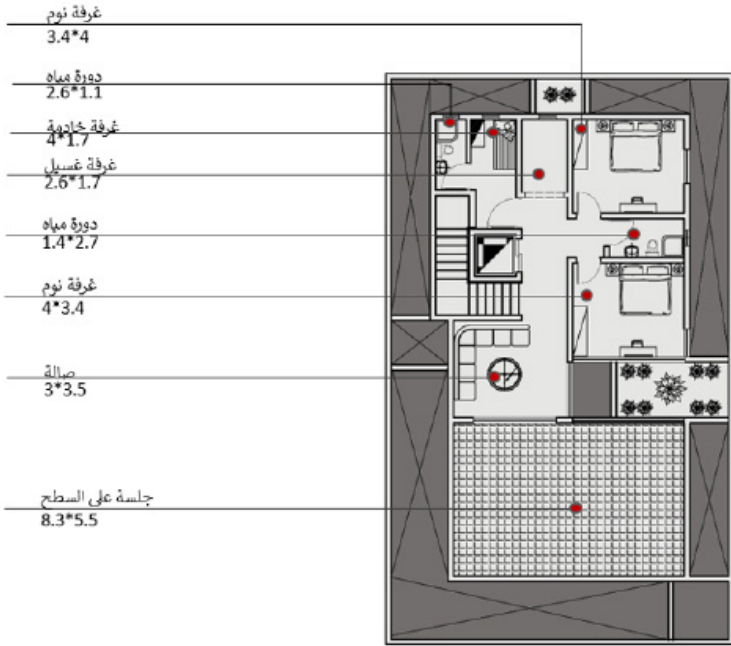 غرفة نوم
3.4*4
دورة مياه
2.6*1.1
غرفة خادمة
4*1.7
غرفة غسيل
2.6*1.7
دورة مياه
1.4*2.7
غرفة نوم
4*3.4
صالة
3*3.5
جلسة على السطح
8.3*5.5